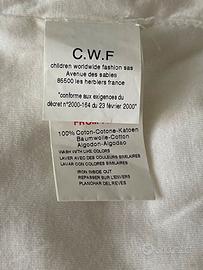 C.W.F
children worldwide fashion sas
Avenue des sables
85500 les herbiers france
"conforme aux exigences du
décret n°2000-164 du 23 février 2000"
100% Coton-Cotone-Katoen
Baumwolle-Cotton
Algodon-Algodao
WASH WITH LIKE COLORS
LAVER AVEC DES COULEURS SIMILAIRES
LAVAR CON COLORES SIMILARES
IRON INSIDE OUT
REPASSER SUR L'ENVERS
PLANCHAR DEL REVES